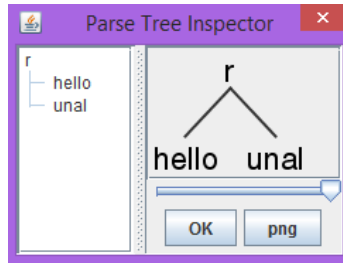 Parse Tree Inspector
r
hello
unal
r
hello unal
OK png